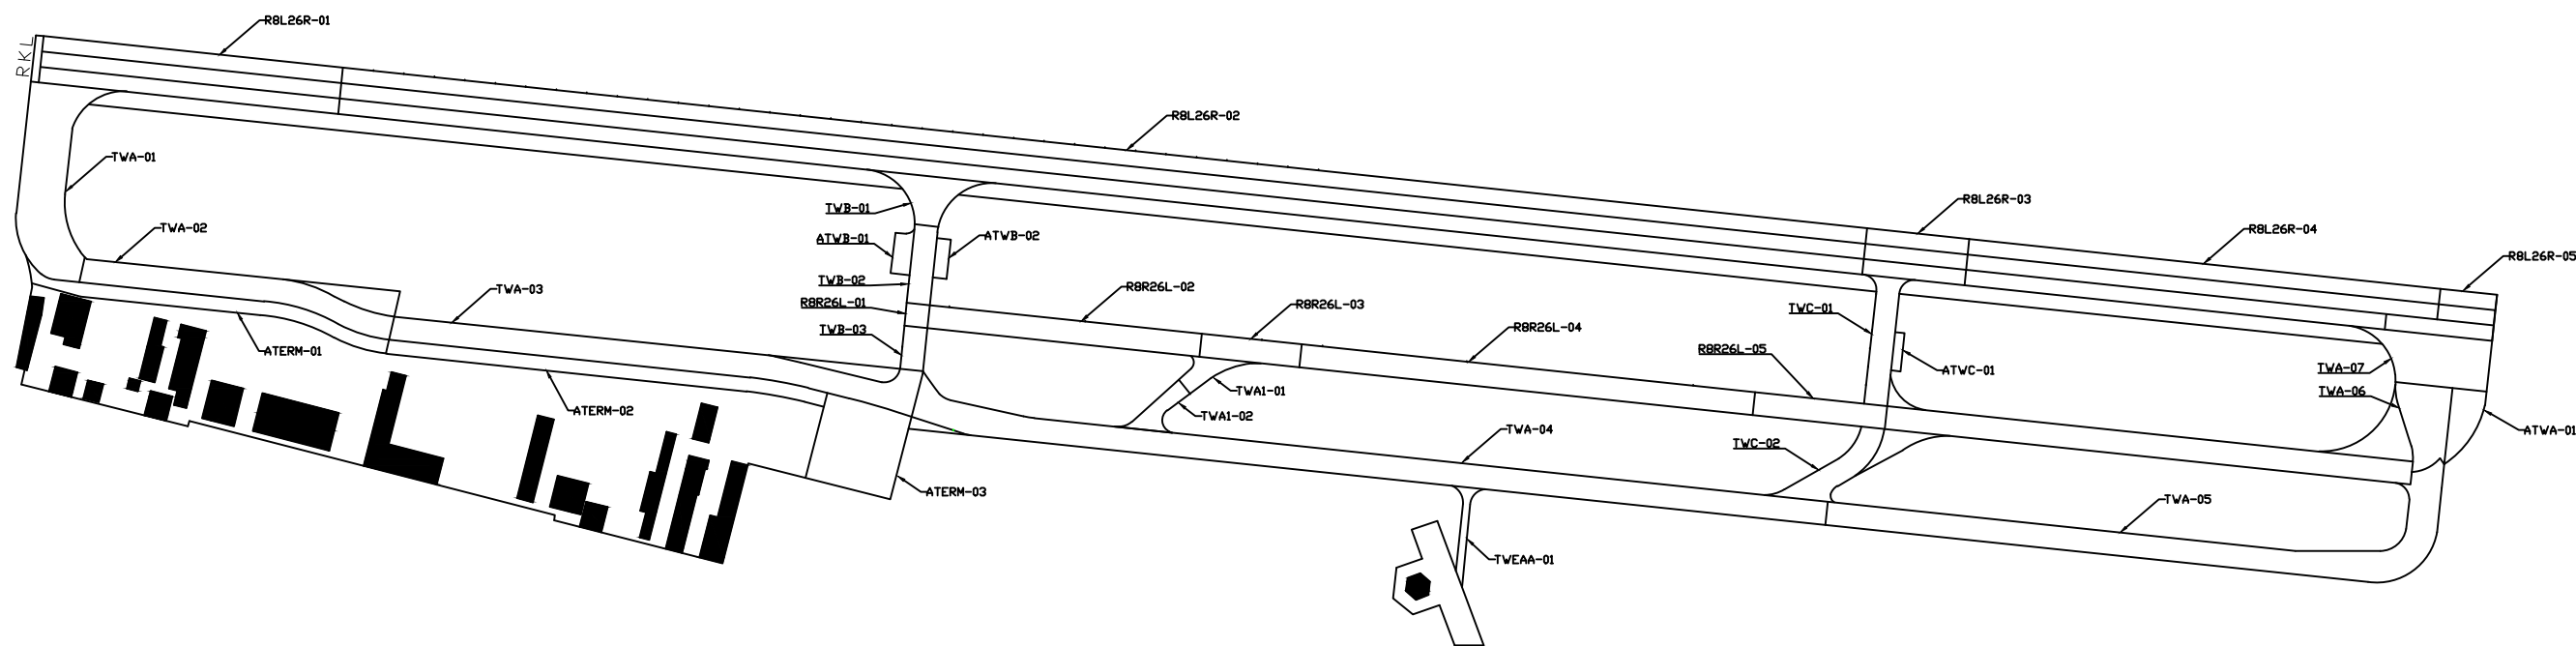 R8L26R-01
RKL
R8L26R-02
TWA-01
R8L26R-03
TWB-01
TWA-02
R8L26R-04
ATWB-01
ATWB-02
R8L26R-05
TWB-02
TWA-03
R8R26L-02
R8R26L-01
R8R26L-03
TWC-01
TWB-03
R8R26L-04
ATERM-01
R8R26L-05
TWA-07
ATWC-01
TWA1-01
TWA-06
ATERM-02
TWA1-02
TWA-04
ATWA-01
TWC-02
ATERM-03
TWA-05
TWEAA-01